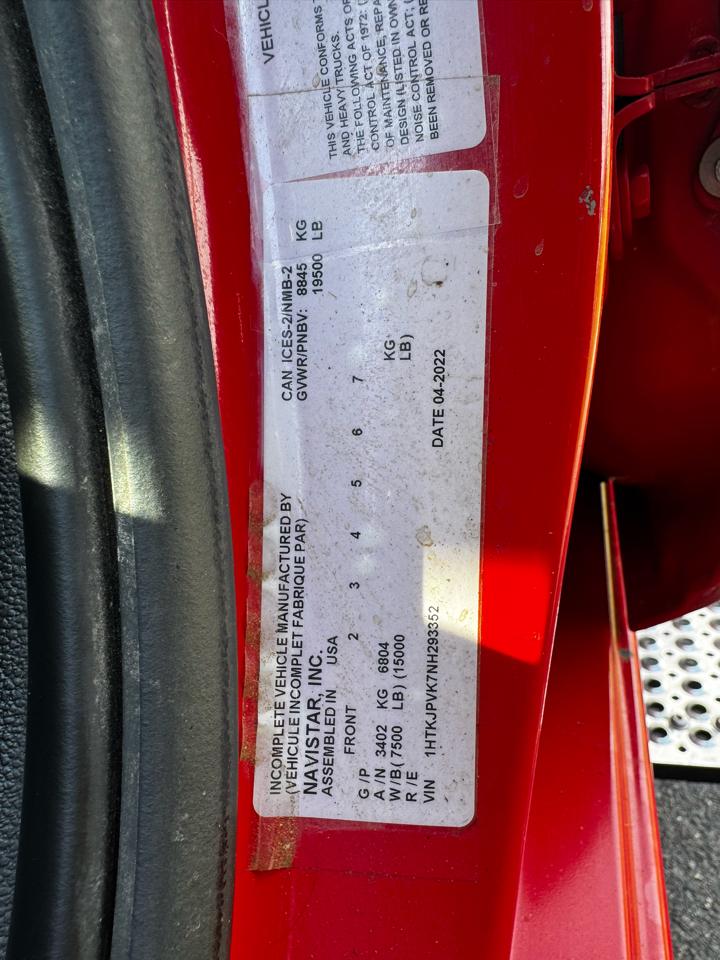 INCOMPLETE VEHICLE MANUFACTURED BY
(VEHICULE INCOMPLET FABRIQUE PAR)
NAVISTAR, INC.
ASSEMBLED IN USA
CAN ICES-2/NMB-2
GVWR/PNBV: 8845 KG
19500 LB
FRONT 2 3 4 5 6 7
G/P
A/N 3402 KG 6804 KG
W/B (7500 LB) (15000 LB)
R/E
VIN 1HTKJPVK7NH293352 DATE 04-2022
VEHICL
THIS VEHICLE CONFORMS
AND HEAVY TRUCKS.
THE FOLLOWING ACTS OR
CONTROL ACT OF 1972; (
OF MAINTENANCE, REPA
DESIGN (LISTED IN OWN
NOISE CONTROL ACT; (
BEEN REMOVED OR RE